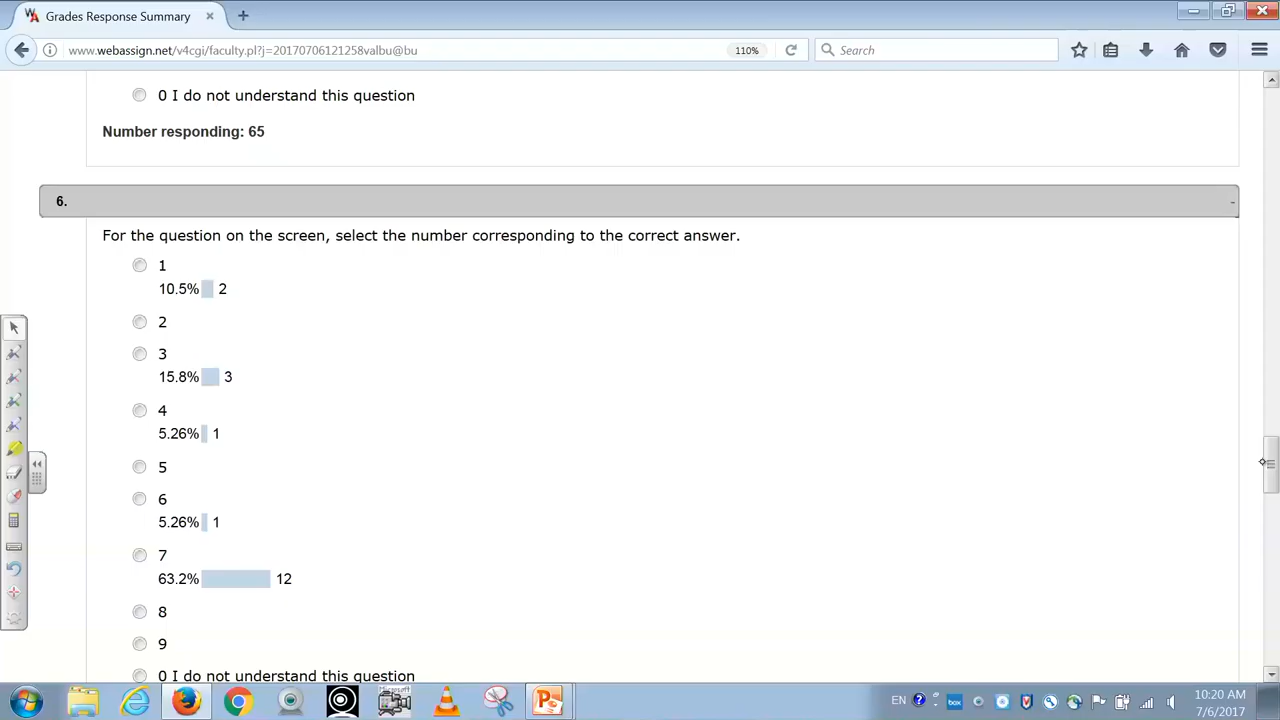 Grades Response Summary
www.webassign.net/v4cgi/faculty.pl?j=20170706121258valbu@bu
110%
Search
0 I do not understand this question
Number responding: 65
6.
For the question on the screen, select the number corresponding to the correct answer.
1
10.5% 2
2
3
15.8% 3
4
5.26% 1
5
6
5.26% 1
7
63.2% 12
8
9
0 I do not understand this question
EN
box
10:20 AM
7/6/2017